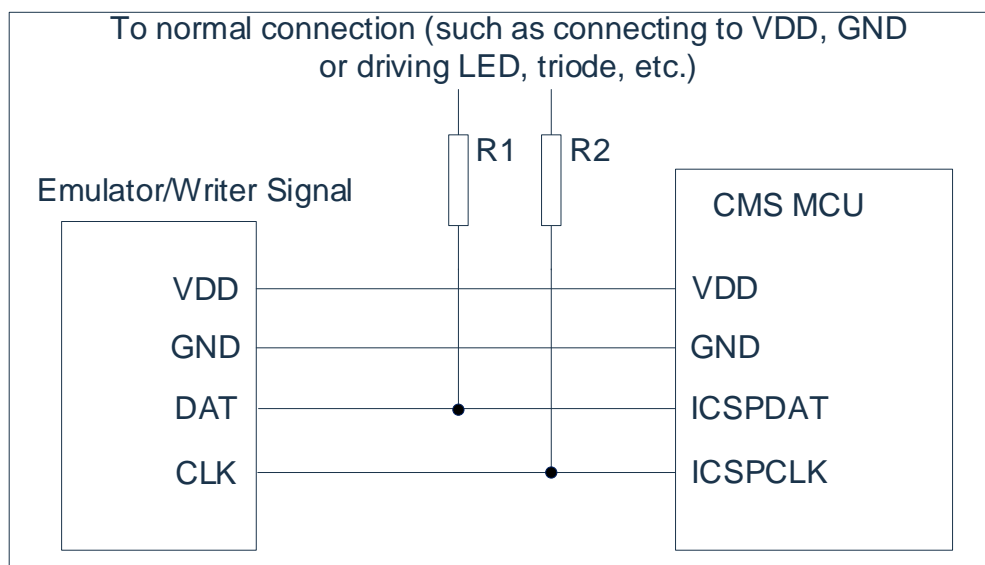 To normal connection (such as connecting to VDD, GND
or driving LED, triode, etc.)
R1
R2
Emulator/Writer Signal
CMS MCU
VDD
VDD
GND
GND
DAT
ICSPDAT
CLK
ICSPCLK